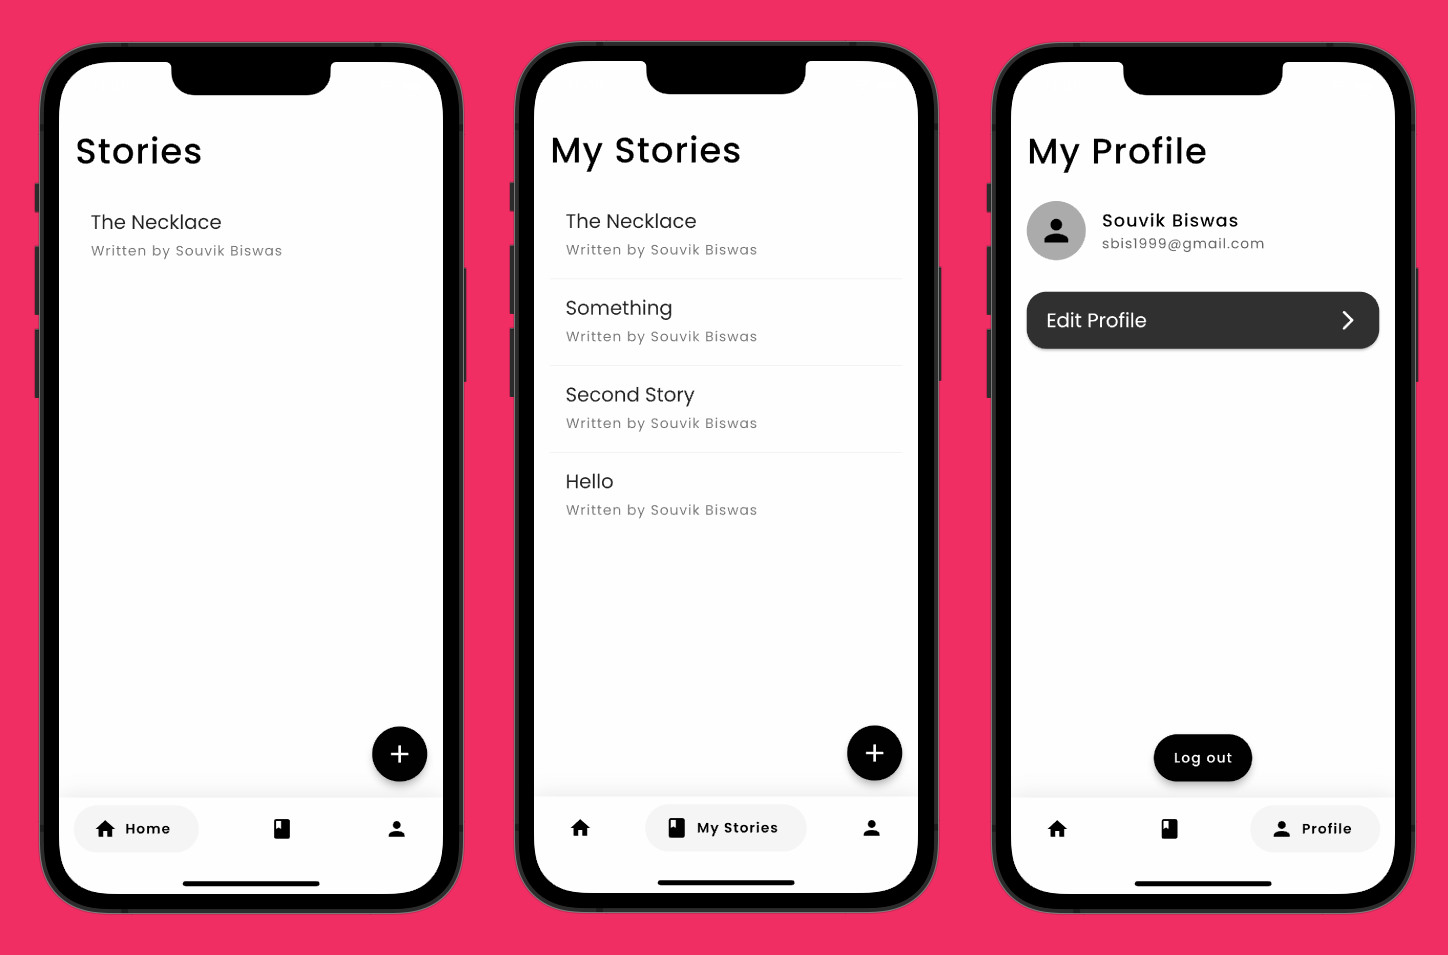 Stories
The Necklace
Written by Souvik Biswas
Home
My Stories
The Necklace
Written by Souvik Biswas
Something
Written by Souvik Biswas
Second Story
Written by Souvik Biswas
Hello
Written by Souvik Biswas
My Stories
My Profile
Souvik Biswas
sbis1999@gmail.com
Edit Profile
Log out
Profile